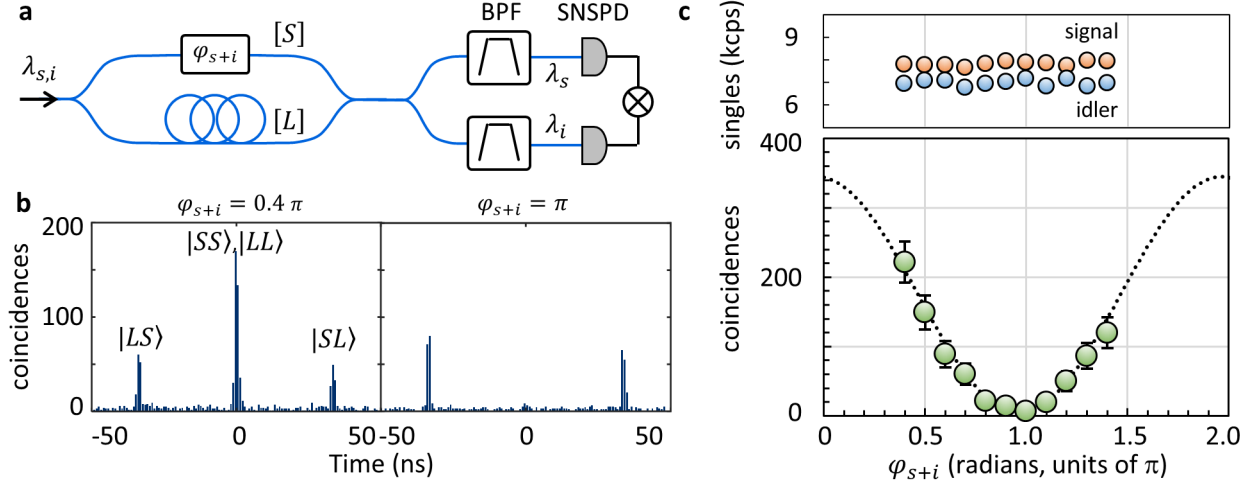 a
BPF SNSPD
φs+i [S]
λs,i
[L]
λs
λi
b
φs+i = 0.4 π φs+i = π
200
|SS⟩,|LL⟩
coincidences
100
|LS⟩ |SL⟩
0
-50 0 50 -50 0 50
Time (ns)
c
singles (kcps)
9
signal
6
idler
400
coincidences
200
0
0 0.5 1.0 1.5 2.0
φs+i (radians, units of π)